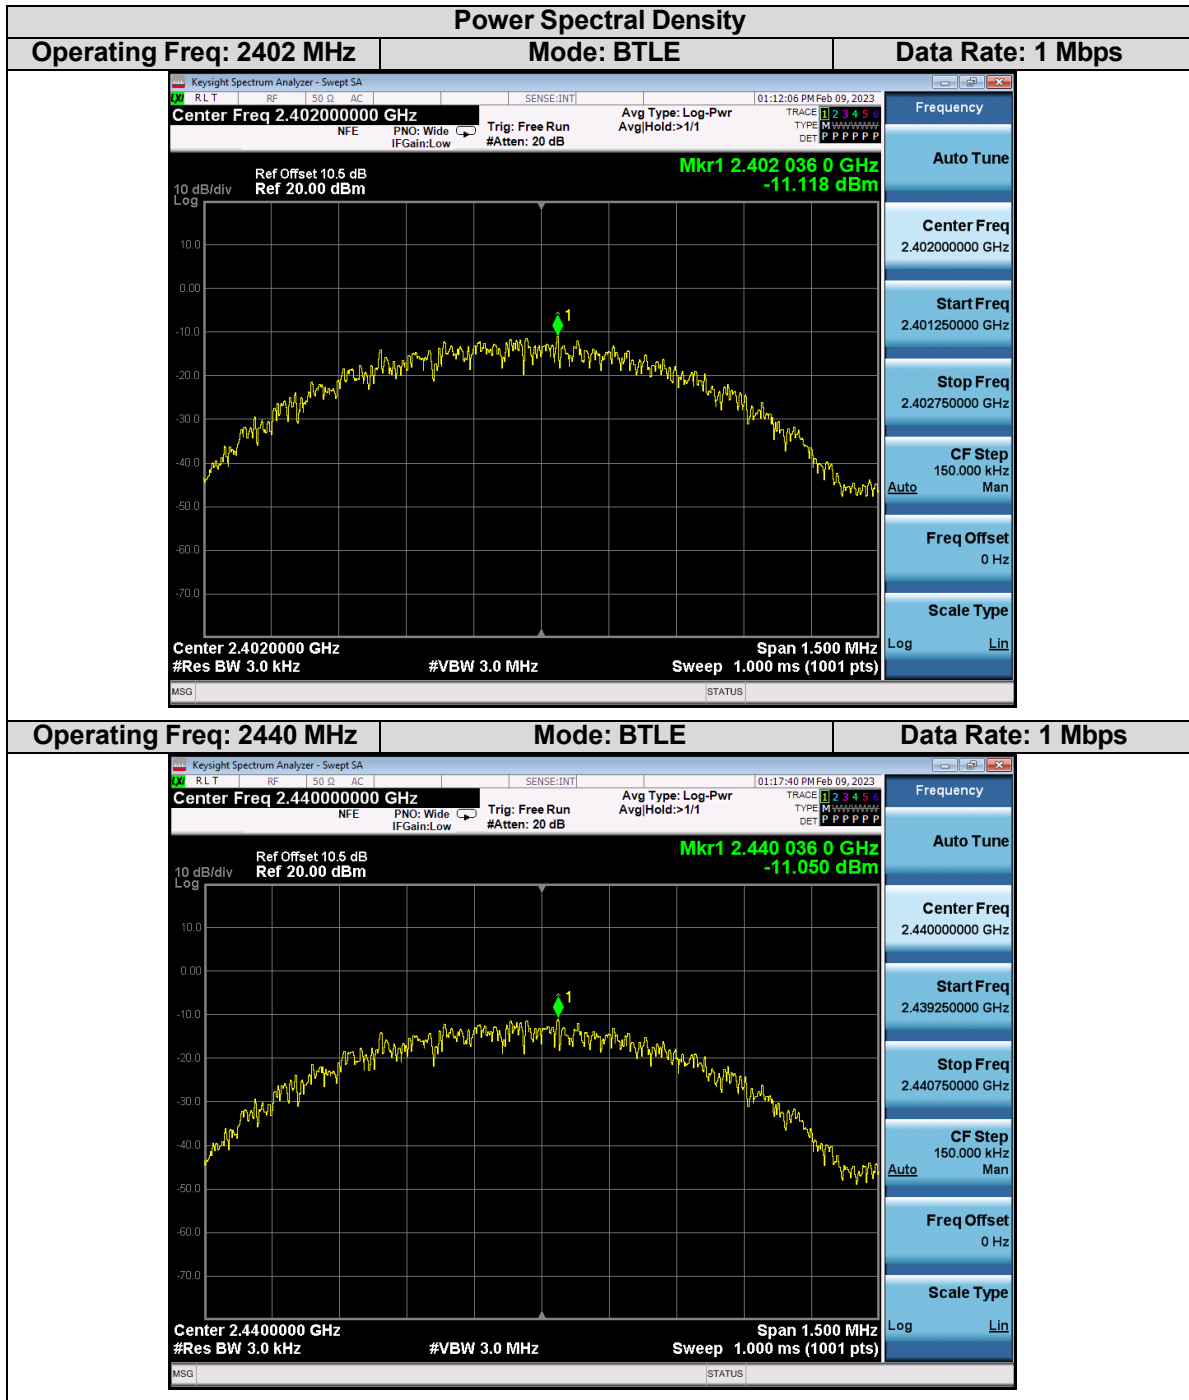 Power Spectral Density
Operating Freq: 2402 MHz Mode: BTLE Data Rate: 1 Mbps
Keysight Spectrum Analyzer - Swept SA
LXI RLT RF 50 Ω AC SENSE:INT 01:12:06 PM Feb 09, 2023
Center Freq 2.402000000 GHz Avg Type: Log-Pwr TRACE 1 2 3 4 5 6
NFE PNO: Wide Trig: Free Run Avg|Hold:>1/1 TYPE M WWWWW
IFGain:Low #Atten: 20 dB DET P P P P P P
Frequency
Mkr1 2.402 036 0 GHz
-11.118 dBm
Ref Offset 10.5 dB
10 dB/div Ref 20.00 dBm
Log
10.0
0.00
-10.0
-20.0
-30.0
-40.0
-50.0
-60.0
-70.0
1
Center 2.4020000 GHz Span 1.500 MHz
#Res BW 3.0 kHz #VBW 3.0 MHz Sweep 1.000 ms (1001 pts)
MSG STATUS
Auto Tune
Center Freq
2.402000000 GHz
Start Freq
2.401250000 GHz
Stop Freq
2.402750000 GHz
CF Step
150.000 kHz
Auto Man
Freq Offset
0 Hz
Scale Type
Log Lin
Operating Freq: 2440 MHz Mode: BTLE Data Rate: 1 Mbps
Keysight Spectrum Analyzer - Swept SA
LXI RLT RF 50 Ω AC SENSE:INT 01:17:40 PM Feb 09, 2023
Center Freq 2.440000000 GHz Avg Type: Log-Pwr TRACE 1 2 3 4 5 6
NFE PNO: Wide Trig: Free Run Avg|Hold:>1/1 TYPE M WWWWW
IFGain:Low #Atten: 20 dB DET P P P P P P
Frequency
Mkr1 2.440 036 0 GHz
-11.050 dBm
Ref Offset 10.5 dB
10 dB/div Ref 20.00 dBm
Log
10.0
0.00
-10.0
-20.0
-30.0
-40.0
-50.0
-60.0
-70.0
1
Center 2.4400000 GHz Span 1.500 MHz
#Res BW 3.0 kHz #VBW 3.0 MHz Sweep 1.000 ms (1001 pts)
MSG STATUS
Auto Tune
Center Freq
2.440000000 GHz
Start Freq
2.439250000 GHz
Stop Freq
2.440750000 GHz
CF Step
150.000 kHz
Auto Man
Freq Offset
0 Hz
Scale Type
Log Lin